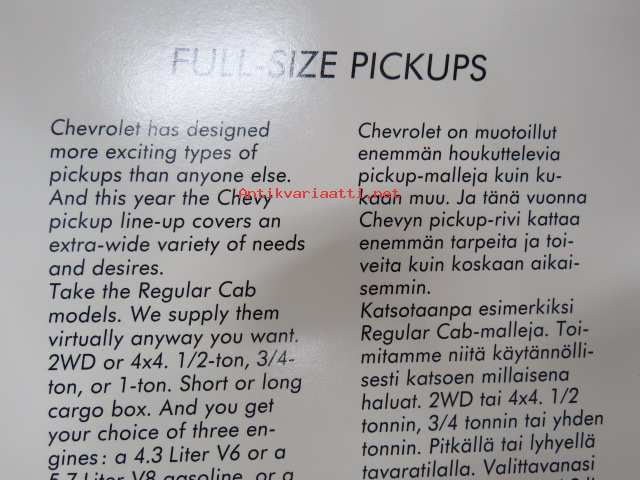 FULL-SIZE PICKUPS
Chevrolet has designed
more exciting types of
pickups than anyone else.
And this year the Chevy
pickup line-up covers an
extra-wide variety of needs
and desires.
Take the Regular Cab
models. We supply them
virtually anyway you want.
2WD or 4x4. 1/2-ton, 3/4-
ton, or 1-ton. Short or long
cargo box. And you get
your choice of three en-
gines: a 4.3 Liter V6 or a
5.7 Liter V8 gasoline, or a
Chevrolet on muotoillut
enemmän houkuttelevia
pickup-malleja kuin ku-
kaan muu. Ja tänä vuonna
Chevyn pickup-rivi kattaa
enemmän tarpeita ja toi-
veita kuin koskaan aikai-
semmin.
Katsotaanpa esimerkiksi
Regular Cab-malleja. Toi-
mitamme niitä käytännölli-
sesti katsoen millaisena
haluat. 2WD tai 4x4. 1/2
tonnin, 3/4 tonnin tai yhden
tonnin. Pitkällä tai lyhyellä
tavaratilalla. Valittavanasi
Antikvariaatti.net